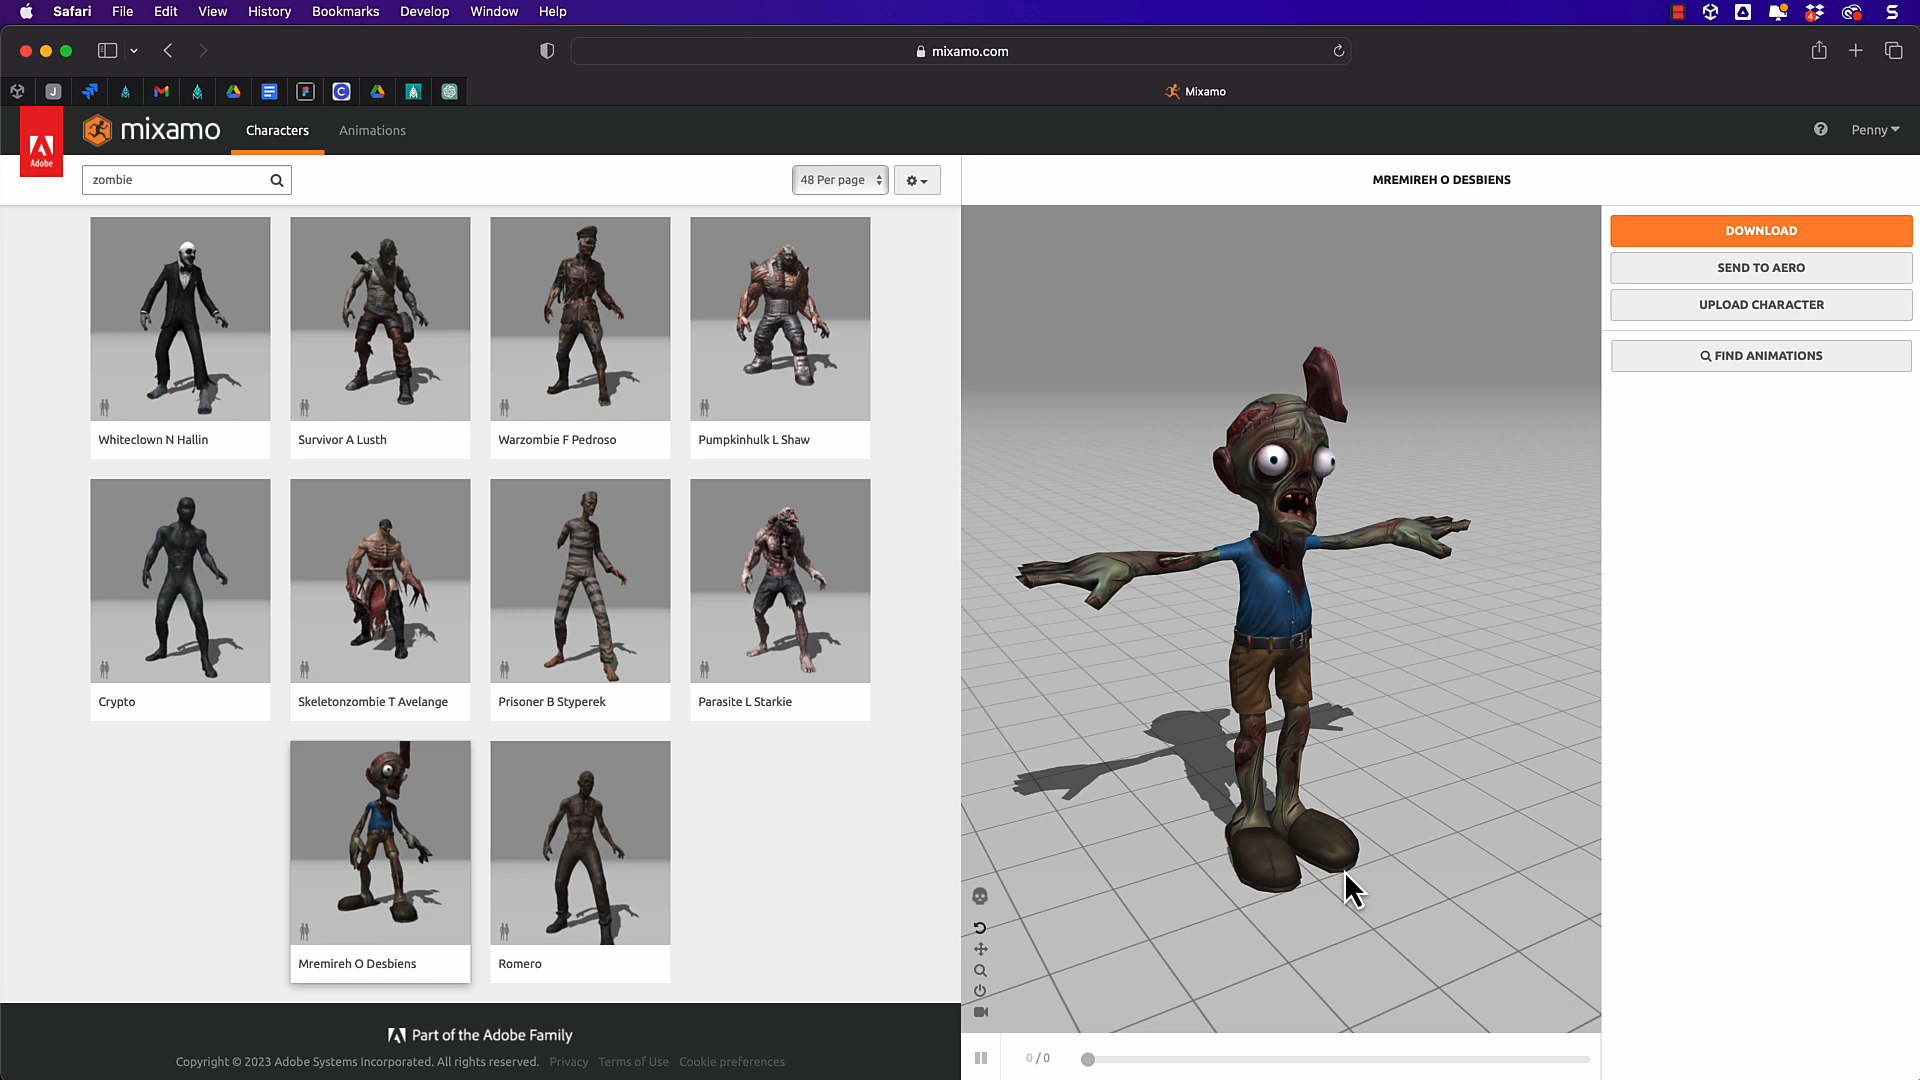 Safari File Edit View History Bookmarks Develop Window Help
mixamo.com
Mixamo
Adobe
mixamo
Characters
Animations
Penny
zombie
48 Per page
MREMIREH O DESBIENS
DOWNLOAD
SEND TO AERO
UPLOAD CHARACTER
FIND ANIMATIONS
Whiteclown N Hallin
Survivor A Lusth
Warzombie F Pedroso
Pumpkinhulk L Shaw
Crypto
Skeletonzombie T Avelange
Prisoner B Styperek
Parasite L Starkie
Mremireh O Desbiens
Romero
Part of the Adobe Family
Copyright © 2023 Adobe Systems Incorporated. All rights reserved. Privacy Terms of Use Cookie preferences
0 / 0